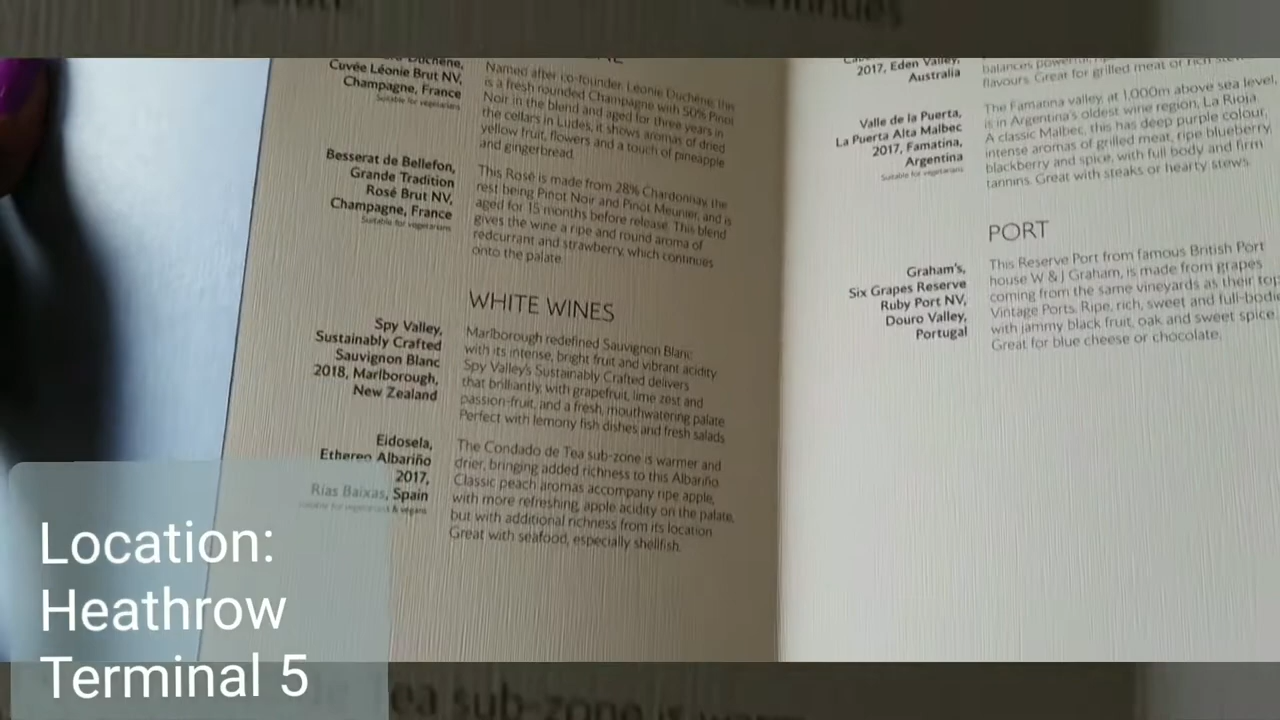 Cuvée Léonie Brut NV,
Champagne, France
Suitable for vegetarians
Named after co-founder, Léonie Duchêne, this
is a fresh rounded Champagne with 50% Pinot
Noir in the blend and aged for three years in
the cellars in Ludes, it shows aromas of dried
yellow fruit, flowers and a touch of pineapple
and gingerbread.
Besserat de Bellefon,
Grande Tradition
Rosé Brut NV,
Champagne, France
Suitable for vegetarians
This Rosé is made from 28% Chardonnay, the
rest being Pinot Noir and Pinot Meunier, and is
aged for 15 months before release. This blend
gives the wine a ripe and round aroma of
redcurrant and strawberry, which continues
onto the palate.
WHITE WINES
Spy Valley,
Sustainably Crafted
Sauvignon Blanc
2018, Marlborough,
New Zealand
Marlborough redefined Sauvignon Blanc
with its intense, bright fruit and vibrant acidity
Spy Valley's Sustainably Crafted delivers
that brilliantly, with grapefruit, lime zest and
passion-fruit, and a fresh, mouthwatering palate
Perfect with lemony fish dishes and fresh salads
Eidosela,
Ethereo Albariño
2017,
Rías Baixas, Spain
Suitable for vegetarians & vegans
The Condado de Tea sub-zone is warmer and
drier, bringing added richness to this Albariño
Classic peach aromas accompany ripe apple,
with more refreshing, apple acidity on the palate,
but with additional richness from its location
Great with seafood, especially shellfish.
2017, Eden Valley,
Australia
flavours. Great for grilled meat or rich
Valle de la Puerta,
La Puerta Alta Malbec
2017, Famatina,
Argentina
Suitable for vegetarians
The Famatina valley, at 1,000m above sea level,
is in Argentina's oldest wine region, La Rioja
A classic Malbec, this has deep purple colour,
intense aromas of grilled meat, ripe blueberry,
blackberry and spice, with full body and firm
tannins. Great with steaks or hearty stews.
PORT
Graham's,
Six Grapes Reserve
Ruby Port NV,
Douro Valley,
Portugal
This Reserve Port from famous British Port
house W & J Graham, is made from grapes
coming from the same vineyards as their top
Vintage Ports. Ripe, rich, sweet and full-bodie
with jammy black fruit, oak and sweet spice.
Great for blue cheese or chocolate.
Location:
Heathrow
Terminal 5